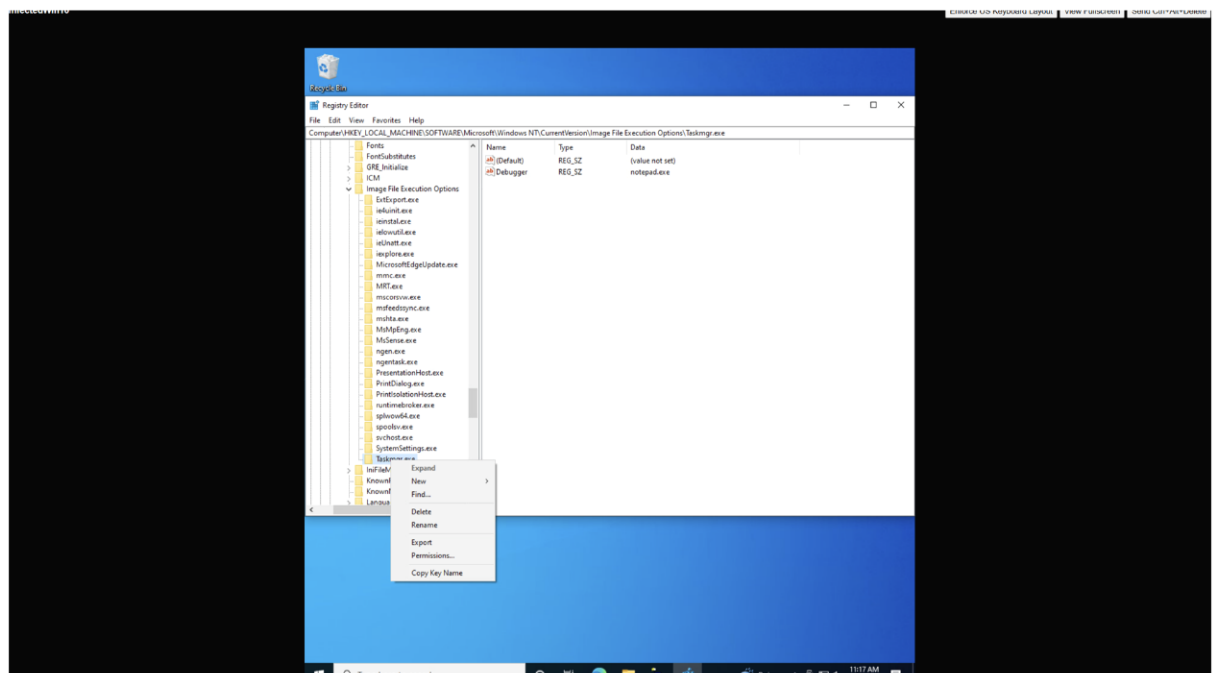 Enforce US Keyboard Layout View Fullscreen Send Ctrl+Alt+Delete
Recycle Bin
Registry Editor
File Edit View Favorites Help
Computer\HKEY_LOCAL_MACHINE\SOFTWARE\Microsoft\Windows NT\CurrentVersion\Image File Execution Options\Taskmgr.exe
Fonts
FontSubstitutes
GRE_Initialize
ICM
Image File Execution Options
ExtExport.exe
ie4uinit.exe
ieinstal.exe
ielowutil.exe
ieUnatt.exe
iexplore.exe
MicrosoftEdgeUpdate.exe
mmc.exe
MRT.exe
mscorsvw.exe
msfeedssync.exe
mshta.exe
MsMpEng.exe
MsSense.exe
ngen.exe
ngentask.exe
PresentationHost.exe
PrintDialog.exe
PrintIsolationHost.exe
runtimebroker.exe
splwow64.exe
spoolsv.exe
svchost.exe
SystemSettings.exe
Taskmgr.exe
IniFileM
Known
Known
Langua
Name Type Data
(Default) REG_SZ (value not set)
Debugger REG_SZ notepad.exe
Expand
New
Find...
Delete
Rename
Export
Permissions...
Copy Key Name
11:17 AM